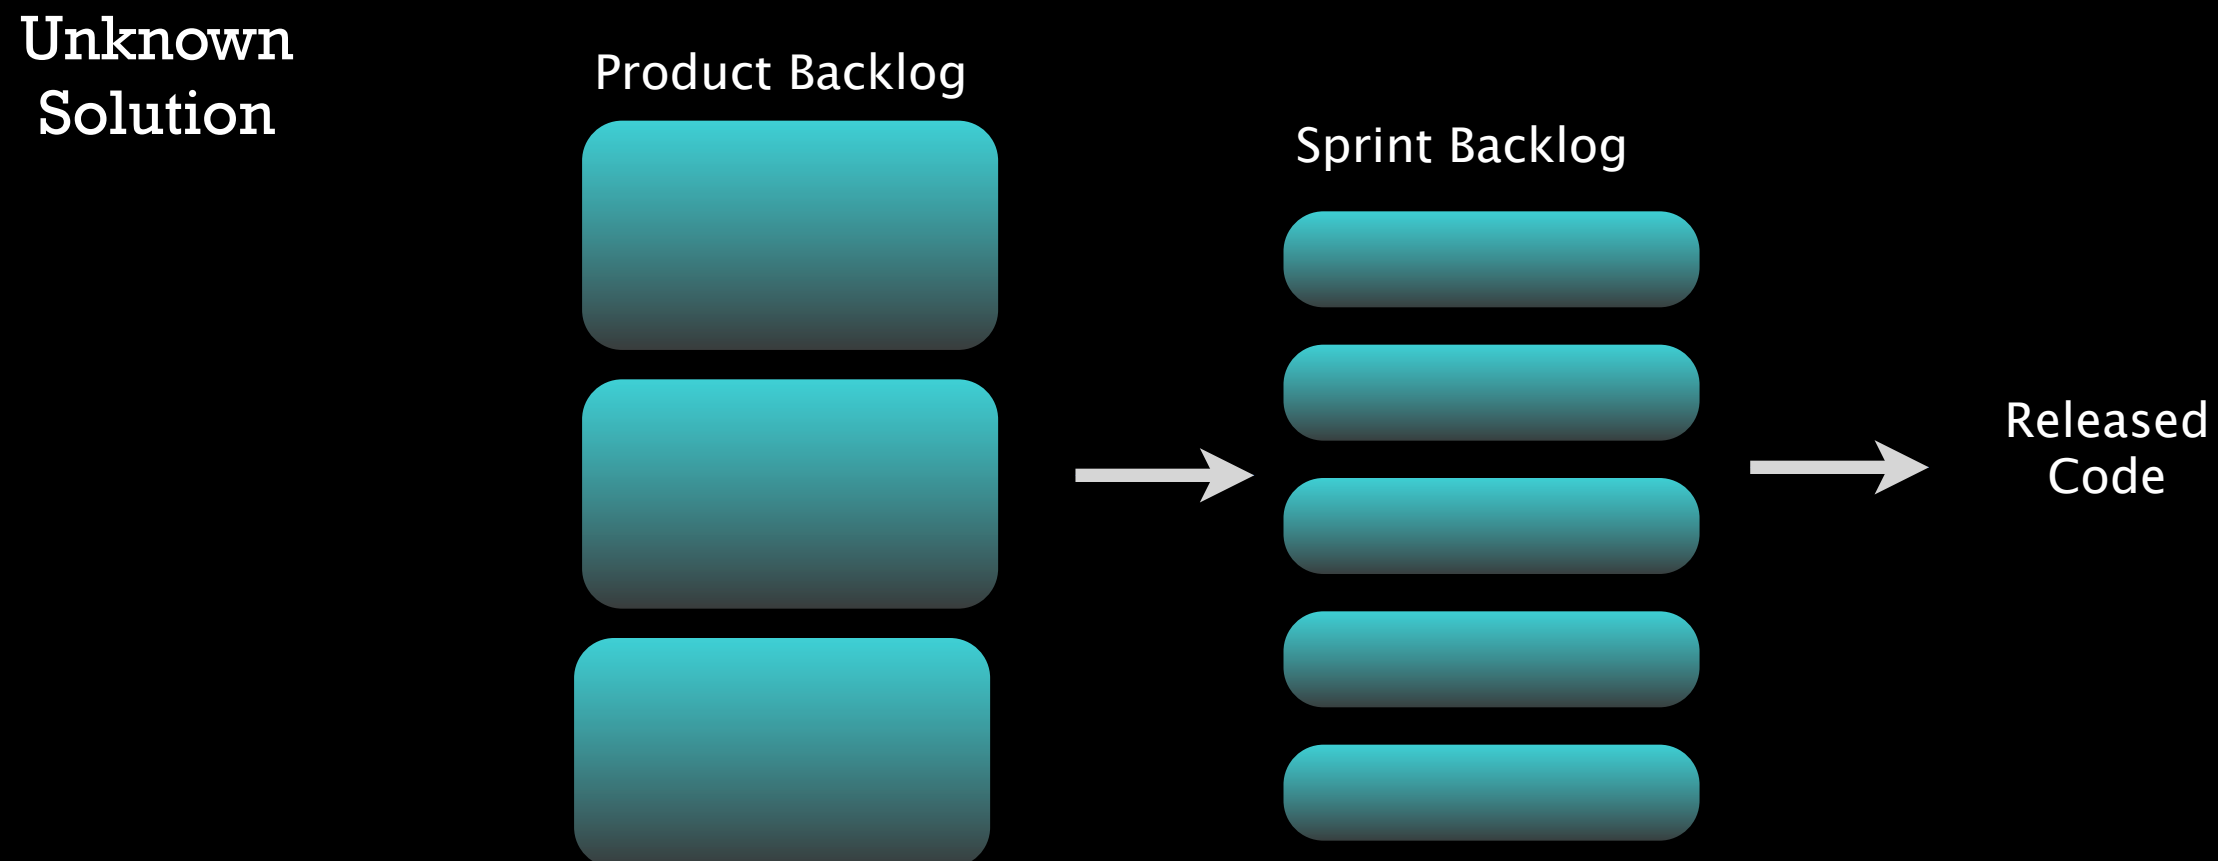 Unknown
Solution
Product Backlog
Sprint Backlog
Released
Code